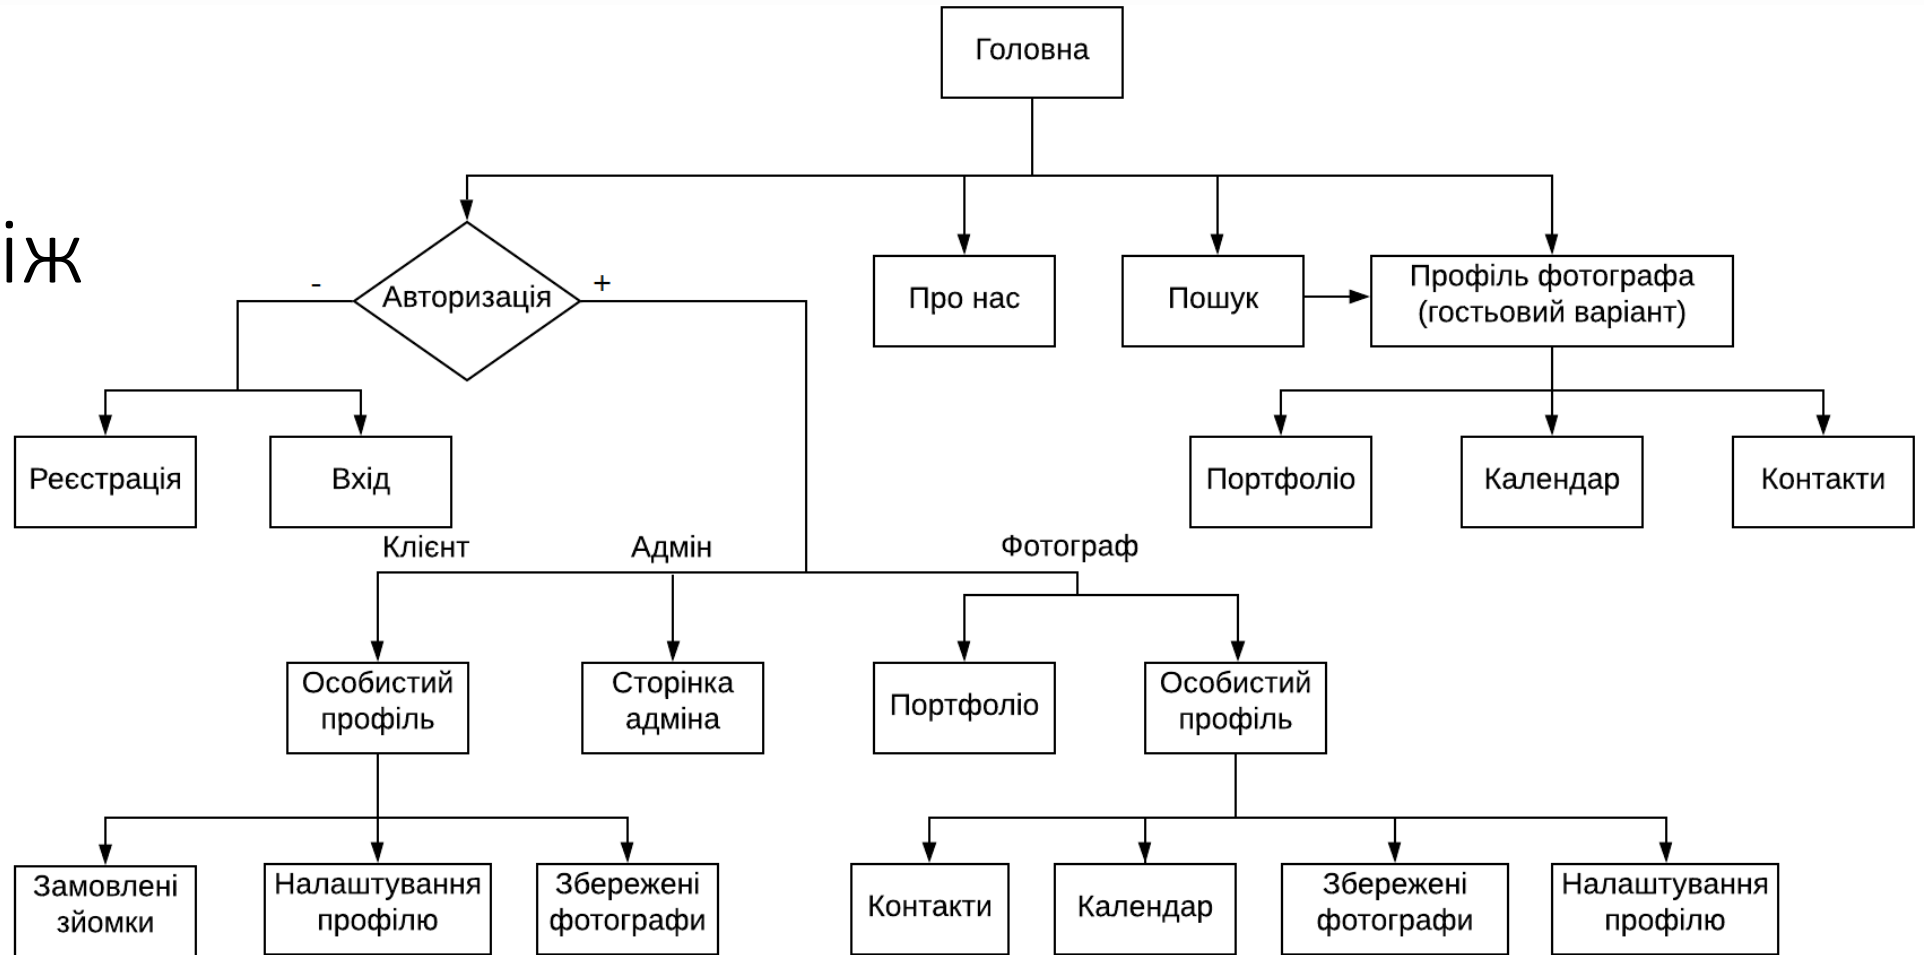 Головна
іж
-
Авторизація
+
Про нас
Пошук
Профіль фотографа
(гостьовий варіант)
Реєстрація
Вхід
Портфоліо
Календар
Контакти
Клієнт
Адмін
Фотограф
Особистий
профіль
Сторінка
адміна
Портфоліо
Особистий
профіль
Замовлені
зйомки
Налаштування
профілю
Збережені
фотографи
Контакти
Календар
Збережені
фотографи
Налаштування
профілю